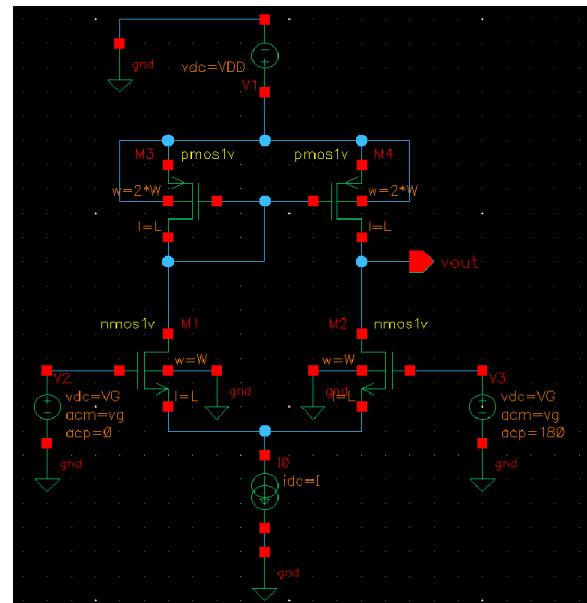 gnd
vdc=VDD
V1
M3
pmos1v
pmos1v
M4
w=2*W
w=2*W
l=L
l=L
vout
nmos1v
M1
M2
nmos1v
V2
w=W
w=W
V3
vdc=VG
acm=vg
acp=0
l=L
gnd
gnd
l=L
vdc=VG
acm=vg
acp=180
gnd
I0
idc=I
gnd
gnd